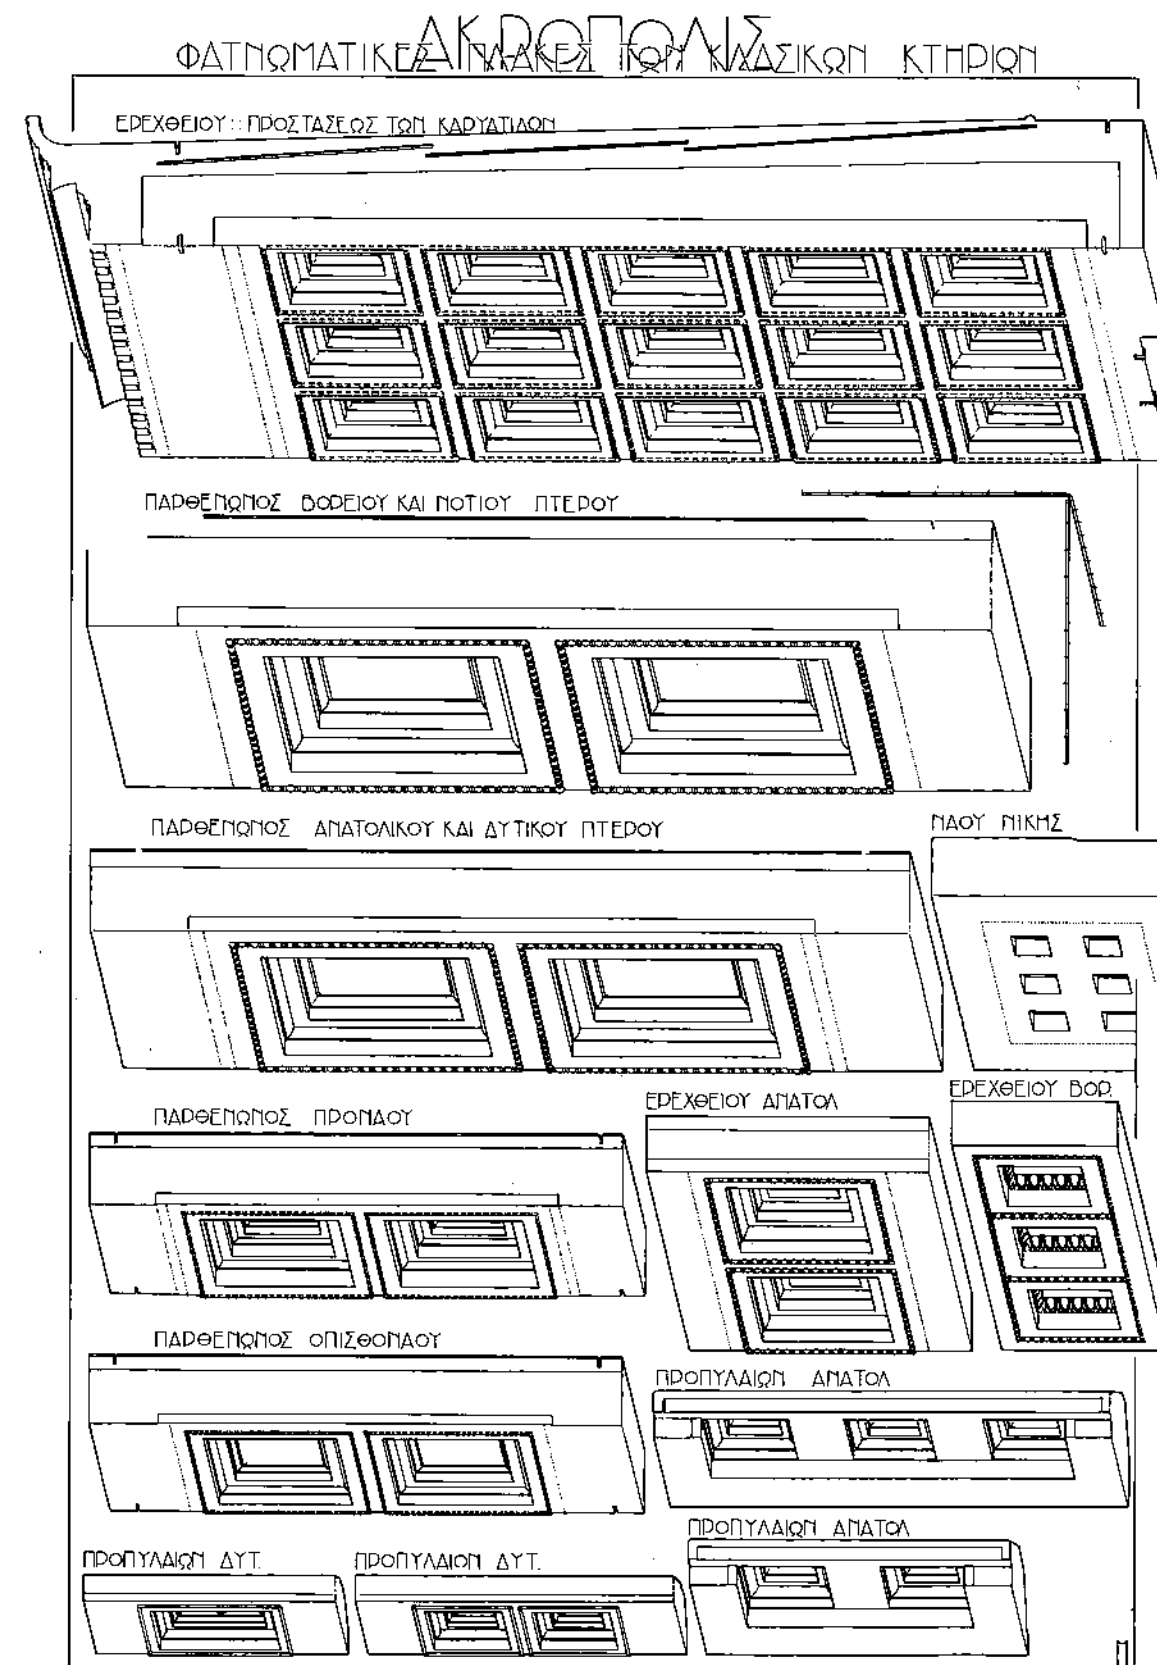 ΑΚΡΟΠΟΛΙΣ
ΦΑΤΝΩΜΑΤΙΚΕΣ ΠΛΑΚΕΣ ΤΩΝ ΚΛΑΣΙΚΩΝ ΚΤΗΡΙΩΝ
ΕΡΕΧΘΕΙΟΥ :: ΠΡΟΣΤΑΣΕΩΣ ΤΩΝ ΚΑΡΥΑΤΙΔΩΝ
ΠΑΡΘΕΝΩΝΟΣ ΒΟΡΕΙΟΥ ΚΑΙ ΝΟΤΙΟΥ ΠΤΕΡΟΥ
ΠΑΡΘΕΝΩΝΟΣ ΑΝΑΤΟΛΙΚΟΥ ΚΑΙ ΔΥΤΙΚΟΥ ΠΤΕΡΟΥ
ΝΑΟΥ ΝΙΚΗΣ
ΠΑΡΘΕΝΩΝΟΣ ΠΡΟΝΑΟΥ
ΕΡΕΧΘΕΙΟΥ ΑΝΑΤΟΛ
ΕΡΕΧΘΕΙΟΥ ΒΟΡ.
ΠΑΡΘΕΝΩΝΟΣ ΟΠΙΣΘΟΝΑΟΥ
ΠΡΟΠΥΛΑΙΩΝ ΑΝΑΤΟΛ
ΠΡΟΠΥΛΑΙΩΝ ΑΝΑΤΟΛ
ΠΡΟΠΥΛΑΙΩΝ ΔΥΤ.
ΠΡΟΠΥΛΑΙΟΝ ΔΥΤ.